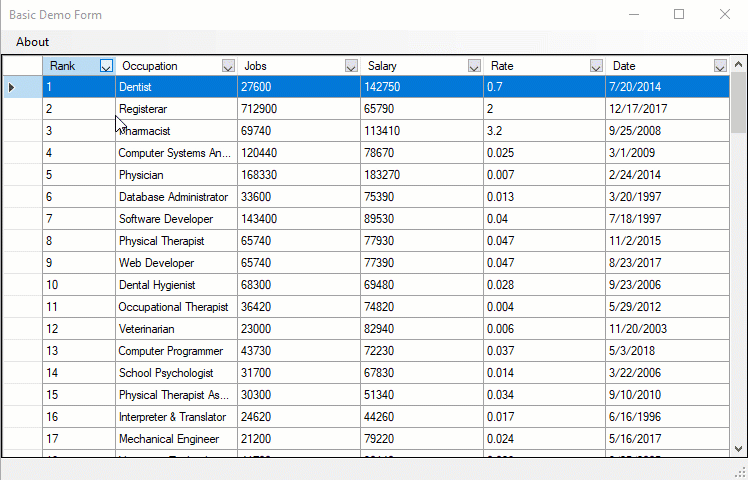 Basic Demo Form
About
Rank Occupation Jobs Salary Rate Date
1 Dentist 27600 142750 0.7 7/20/2014
2 Registerar 712900 65790 2 12/17/2017
3 Pharmacist 69740 113410 3.2 9/25/2008
4 Computer Systems An... 120440 78670 0.025 3/1/2009
5 Physician 168330 183270 0.007 2/24/2014
6 Database Administrator 33600 75390 0.013 3/20/1997
7 Software Developer 143400 89530 0.04 7/18/1997
8 Physical Therapist 65740 77930 0.047 11/2/2015
9 Web Developer 65740 77390 0.047 8/23/2017
10 Dental Hygienist 68300 69480 0.028 9/23/2006
11 Occupational Therapist 36420 74820 0.004 5/29/2012
12 Veterinarian 23000 82940 0.006 11/20/2003
13 Computer Programmer 43730 72230 0.037 5/3/2018
14 School Psychologist 31700 67830 0.014 3/22/2006
15 Physical Therapist As... 30300 51340 0.034 9/10/2010
16 Interpreter & Translator 24620 44260 0.017 6/16/1996
17 Mechanical Engineer 21200 79220 0.024 5/16/2017